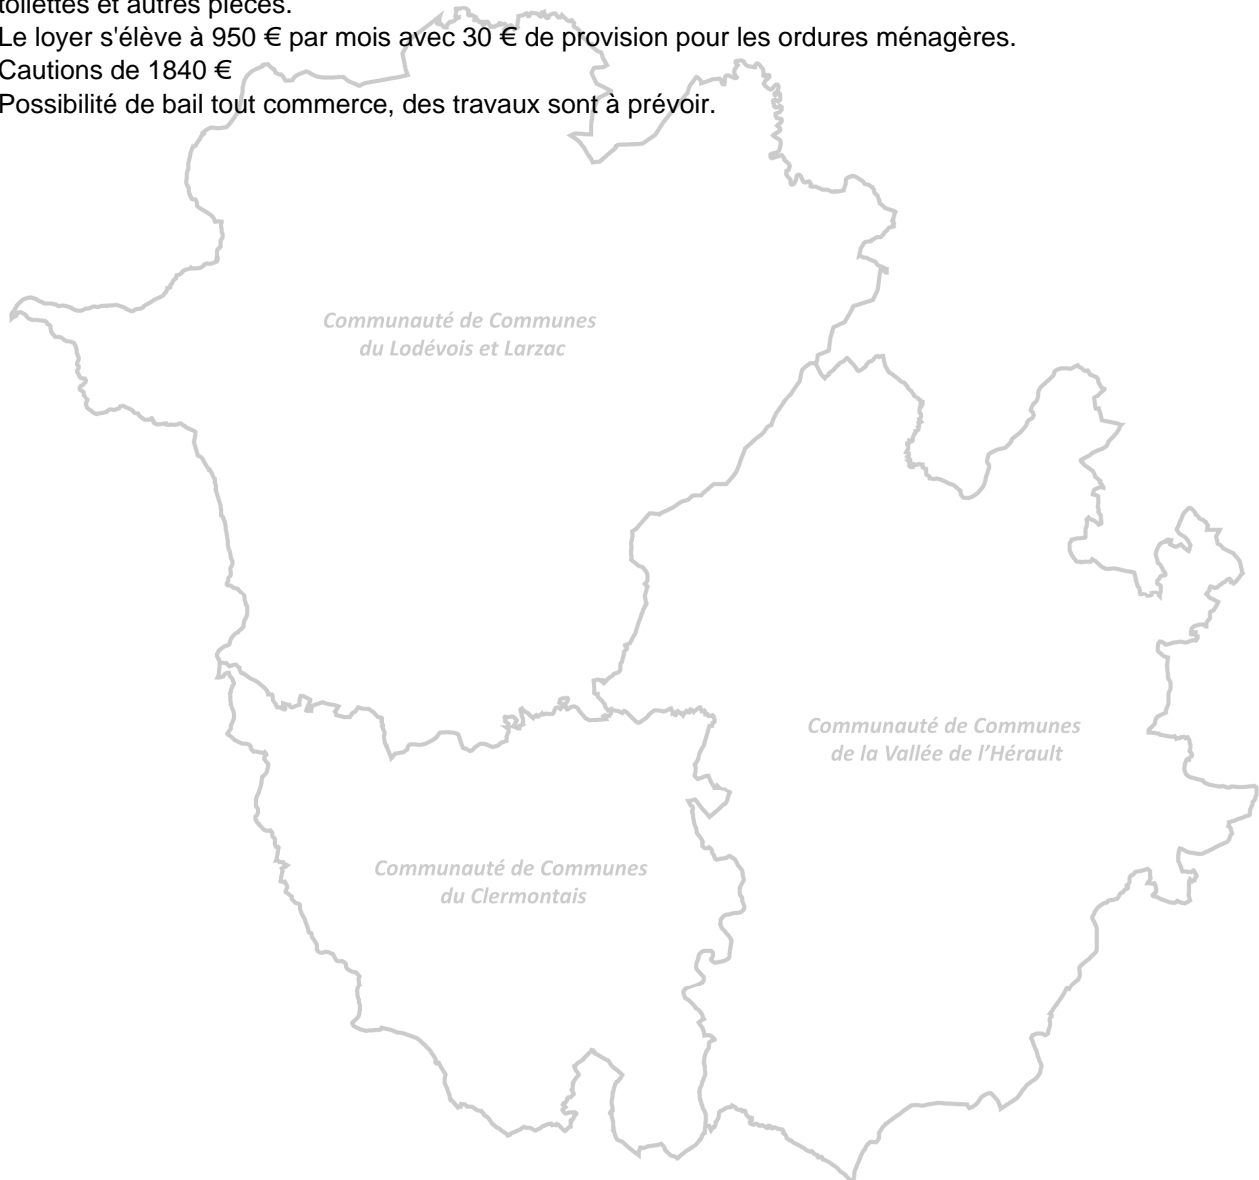 toilettes et autres pièces.
Le loyer s'élève à 950 € par mois avec 30 € de provision pour les ordures ménagères.
Cautions de 1840 €
Possibilité de bail tout commerce, des travaux sont à prévoir.
Communauté de Communes
du Lodévois et Larzac
Communauté de Communes
de la Vallée de l'Hérault
Communauté de Communes
du Clermontais